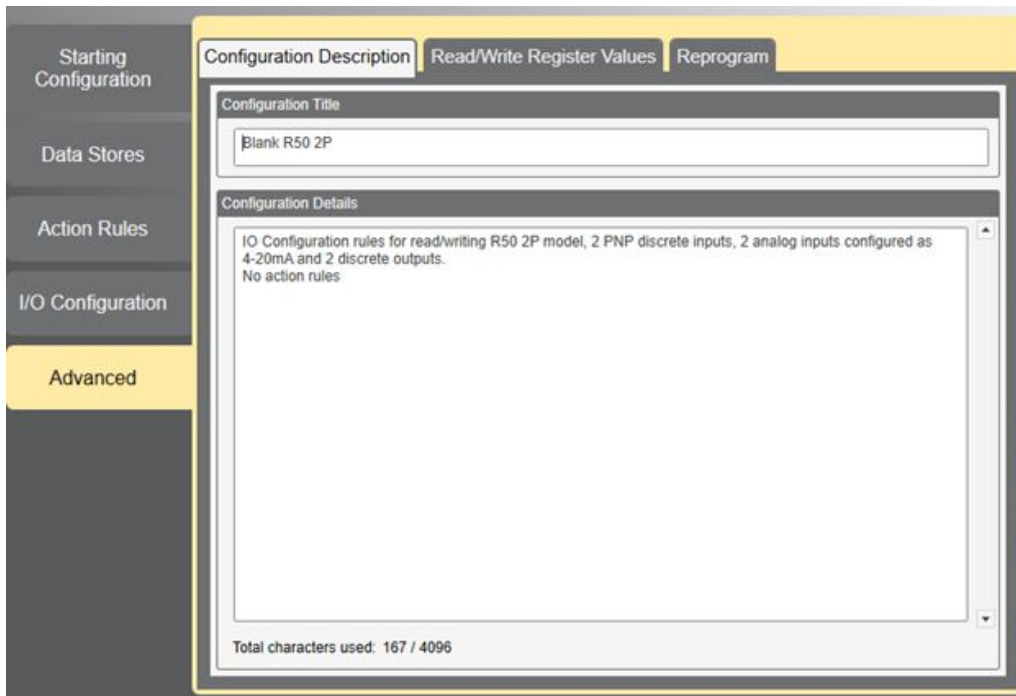 Starting
Configuration
Data Stores
Action Rules
I/O Configuration
Advanced
Configuration Description
Read/Write Register Values
Reprogram
Configuration Title
Blank R50 2P
Configuration Details
IO Configuration rules for read/writing R50 2P model, 2 PNP discrete inputs, 2 analog inputs configured as
4-20mA and 2 discrete outputs.
No action rules
Total characters used: 167 / 4096